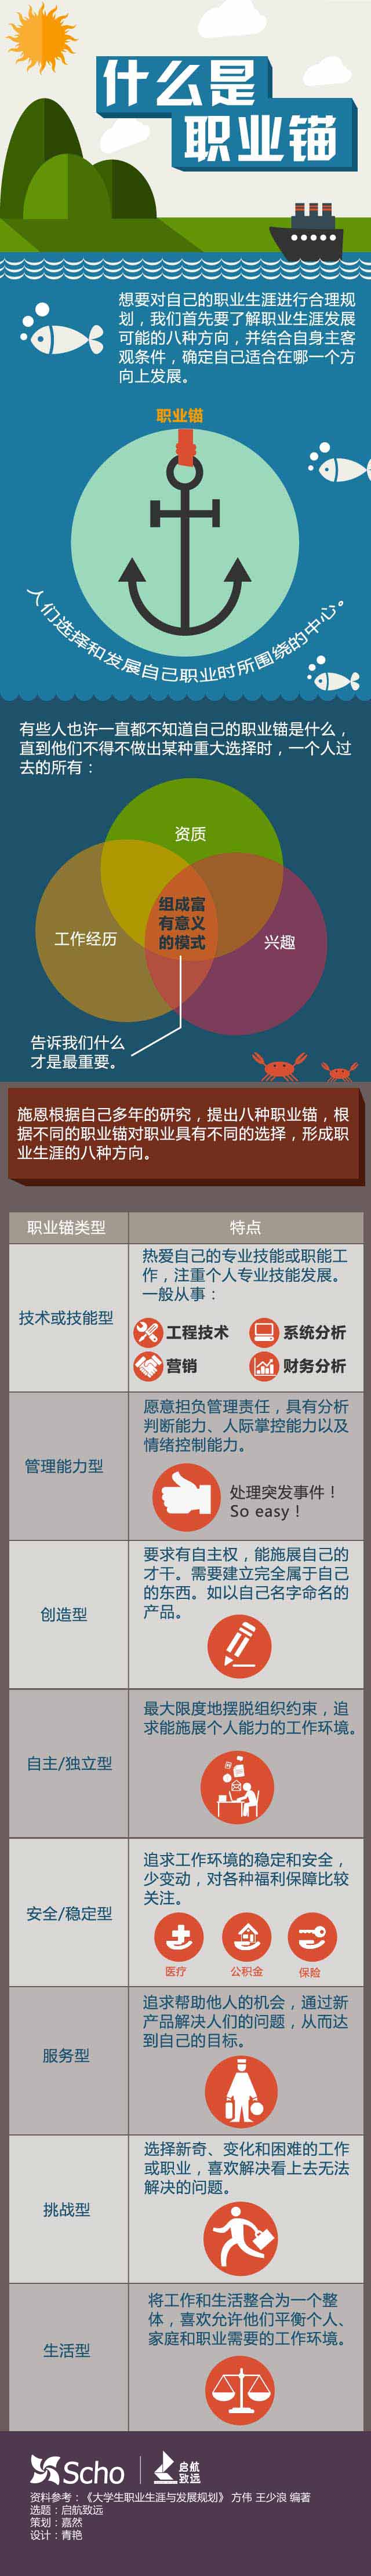 什么是
职业锚
想要对自己的职业生涯进行合理规
划，我们首先要了解职业生涯发展
可能的八种方向，并结合自身主客
观条件，确定自己适合在哪一个方
向上发展。
职业锚
人们选择和发展自己职业时所围绕的中心。
有些人也许一直都不知道自己的职业锚是什么，
直到他们不得不做出某种重大选择时，一个人过
去的所有：
资质
组成富
有意义
的模式
工作经历
兴趣
告诉我们什么
才是最重要。
施恩根据自己多年的研究，提出八种职业锚，根
据不同的职业锚对职业具有不同的选择，形成职
业生涯的八种方向。
职业锚类型
特点
技术或技能型
热爱自己的专业技能或职能工
作，注重个人专业技能发展。
一般从事：
工程技术
系统分析
营销
财务分析
管理能力型
愿意担负管理责任，具有分析
判断能力、人际掌控能力以及
情绪控制能力。
处理突发事件！
So easy！
创造型
要求有自主权，能施展自己的
才干。需要建立完全属于自己
的东西。如以自己名字命名的
产品。
自主/独立型
最大限度地摆脱组织约束，追
求能施展个人能力的工作环境。
安全/稳定型
追求工作环境的稳定和安全，
少变动，对各种福利保障比较
关注。
医疗
公积金
保险
服务型
追求帮助他人的机会，通过新
产品解决人们的问题，从而达
到自己的目标。
挑战型
选择新奇、变化和困难的工作
或职业，喜欢解决看上去无法
解决的问题。
生活型
将工作和生活整合为一个整
体，喜欢允许他们平衡个人、
家庭和职业需要的工作环境。
Scho
启航
致远
资料参考：《大学生职业生涯与发展规划》 方伟 王少浪 编著
选题：启航致远
策划：嘉然
设计：青艳